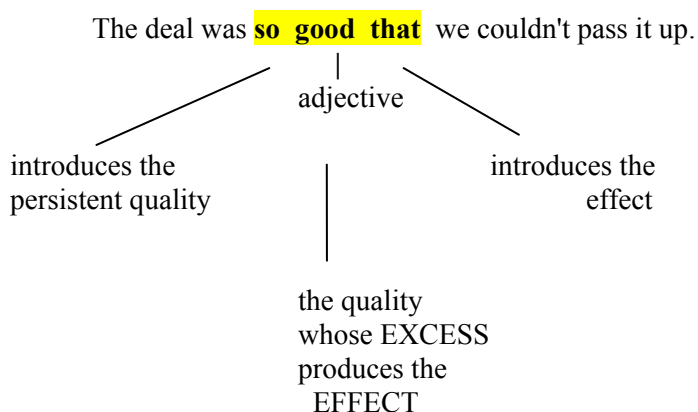 The deal was so good that we couldn't pass it up.
adjective
introduces the
persistent quality
introduces the
effect
the quality
whose EXCESS
produces the
EFFECT